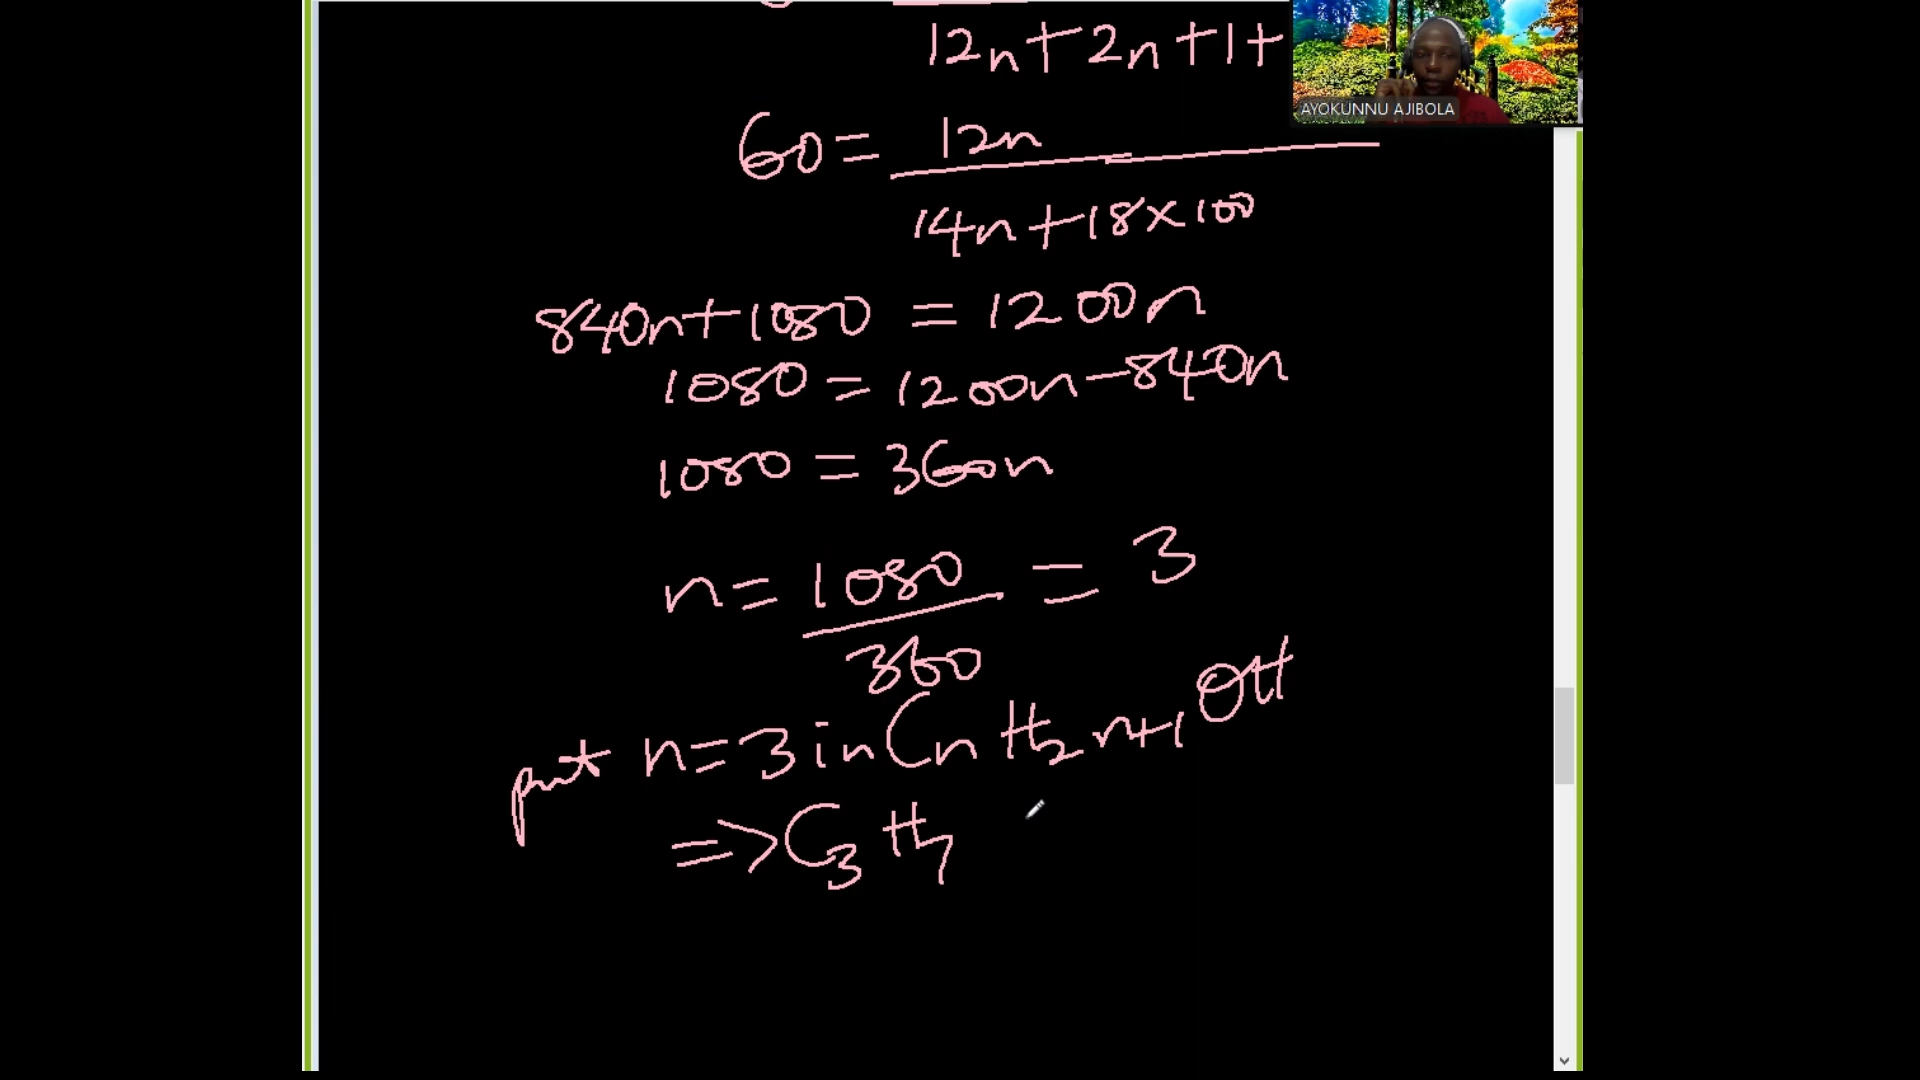 12n+2n+1+
AYOKUNNU AJIBOLA
60 = 12n
14n+18×100
840n+1080 = 1200n
1080 = 1200n-840n
1080 = 360n
n = 1080 = 3
360
put n=3 in CnH2n+1OH
=> C3H7